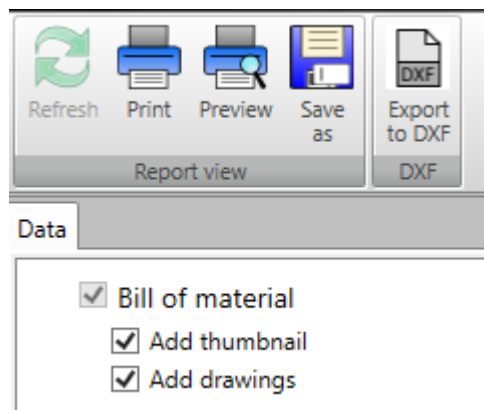 Refresh Print Preview Save as Export to DXF
DXF
Report view DXF
Data
Bill of material
Add thumbnail
Add drawings